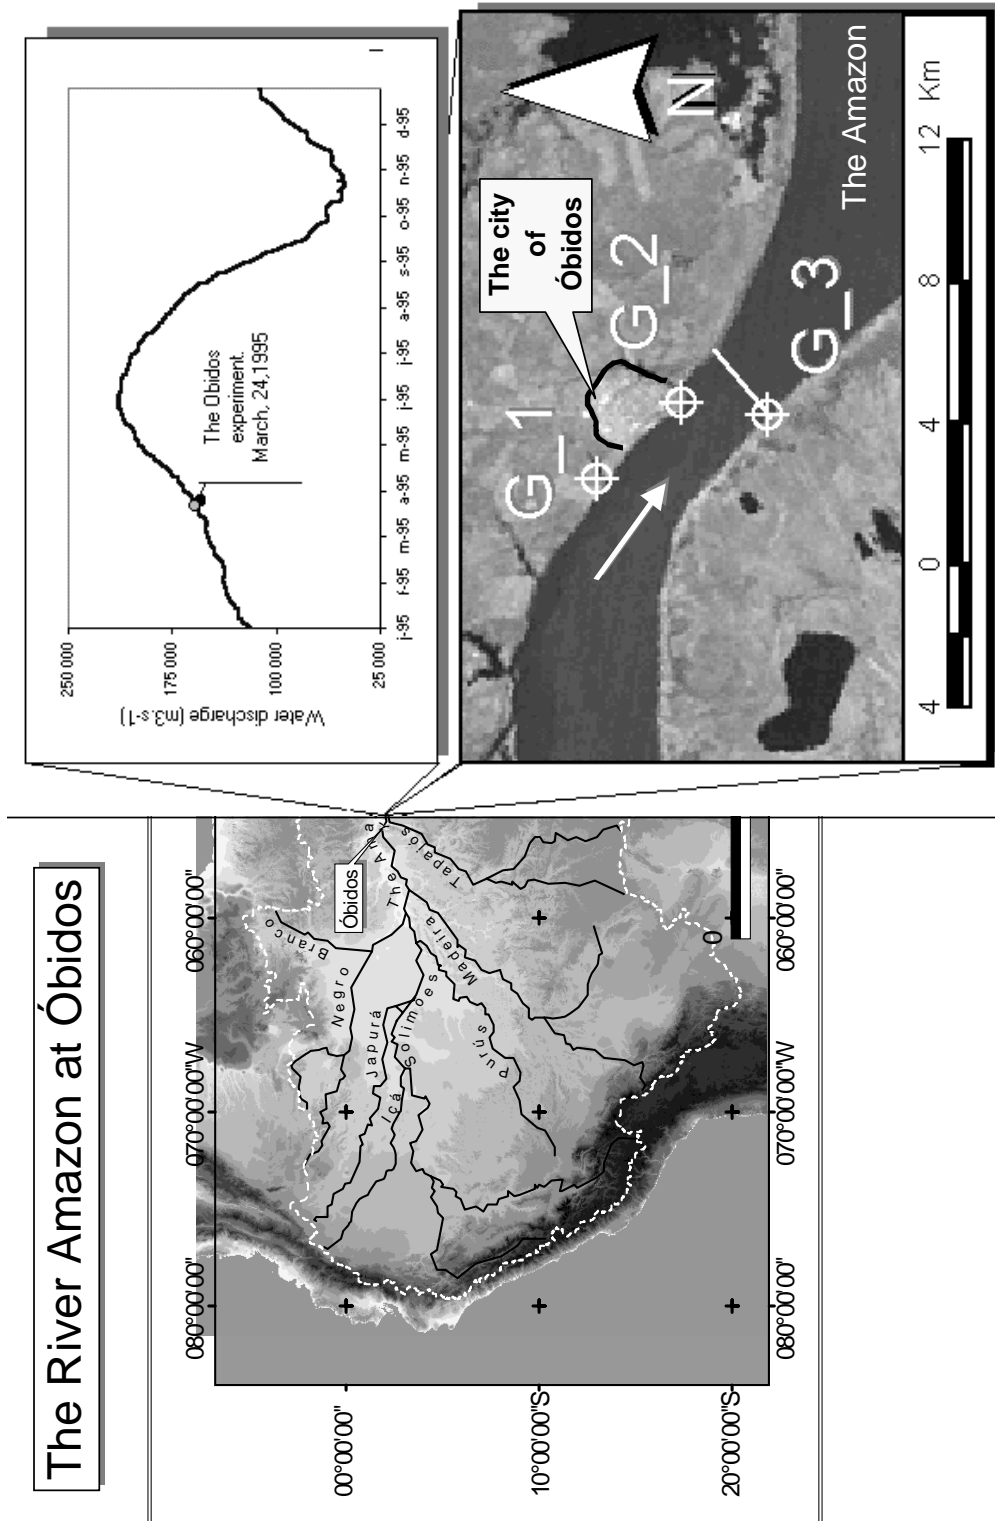 The River Amazon at Óbidos
250 000
175 000
100 000
25 000
Water discharge (m3.s-1)
j-95
f-95
m-95
a-95
m-95
j-95
j-95
a-95
s-95
o-95
n-95
d-95
The Obidos
experiment.
March, 24,1995
080°00'00"
070°00'00"W
060°00'00"
00°00'00"
10°00'00"S
20°00'00"S
080°00'00"
070°00'00"W
060°00'00"
Branco
Negro
Japurá
Içá
Solimoes
Purús
Madeira
Tapajós
The Ama
Óbidos
0
G_1
G_2
G_3
The city
of
Óbidos
N
The Amazon
4
0
4
8
12
Km